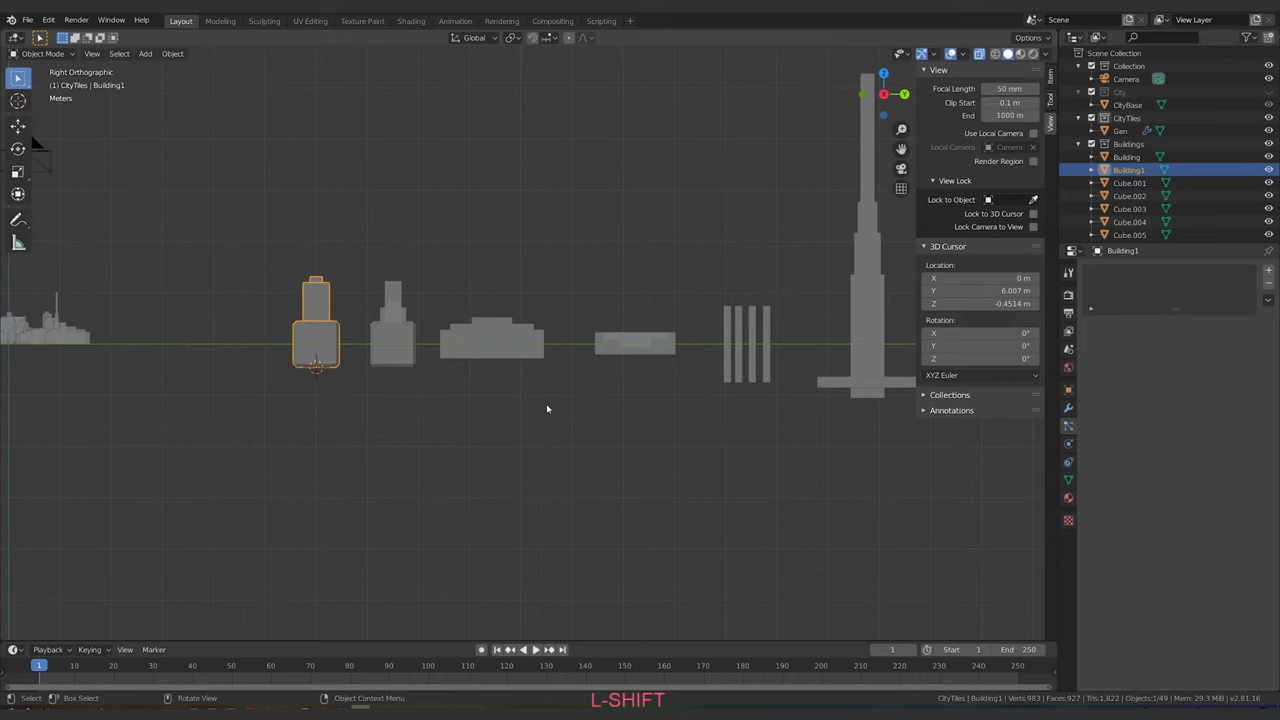 File Edit Render Window Help Layout Modeling Sculpting UV Editing Texture Paint Shading Animation Rendering Compositing Scripting + Scene View Layer
Global Options
Object Mode View Select Add Object
Right Orthographic
(1) CityTiles | Building1
Meters
Z
X
Y
View
Focal Length 50 mm
Clip Start 0.1 m
End 1000 m
Use Local Camera
Local Camera Camera
Render Region
View Lock
Lock to Object
Lock to 3D Cursor
Lock Camera to View
3D Cursor
Location:
X 0 m
Y 6.007 m
Z -0.4514 m
Rotation:
X 0°
Y 0°
Z 0°
XYZ Euler
Collections
Annotations
Item
Tool
View
Scene Collection
Collection
Camera
City
CityBase
CityTiles
Gen
Buildings
Building
Building1
Cube.001
Cube.002
Cube.003
Cube.004
Cube.005
Building1
Playback Keying View Marker 1 Start 1 End 250
1 10 20 30 40 50 60 70 80 90 100 110 120 130 140 150 160 170 180 190 200 210 220 230 240 250
Select Box Select Rotate View Object Context Menu
L-SHIFT
CityTiles | Building1 | Verts:983 | Faces:927 | Tris:1,822 | Objects:1/49 | Mem: 29.3 MiB | v2.81.16